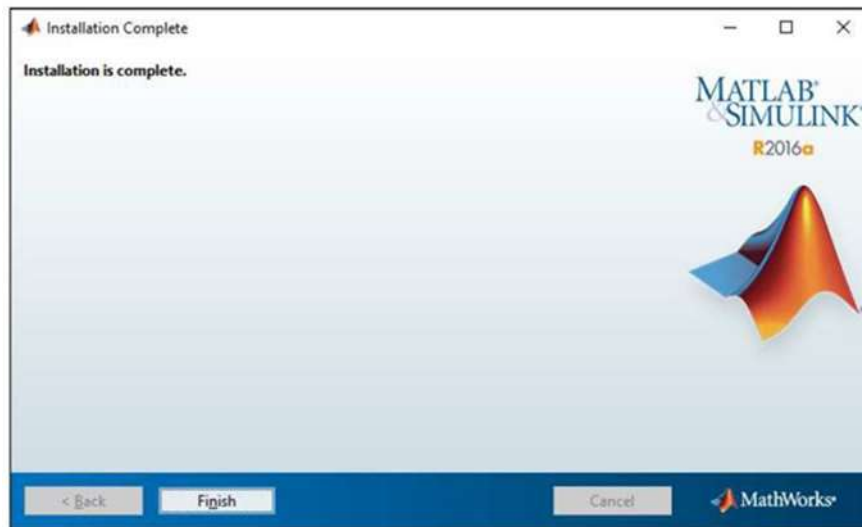 Installation Complete
Installation is complete.
MATLAB®
&SIMULINK®
R2016a
< Back
Finish
Cancel
MathWorks®